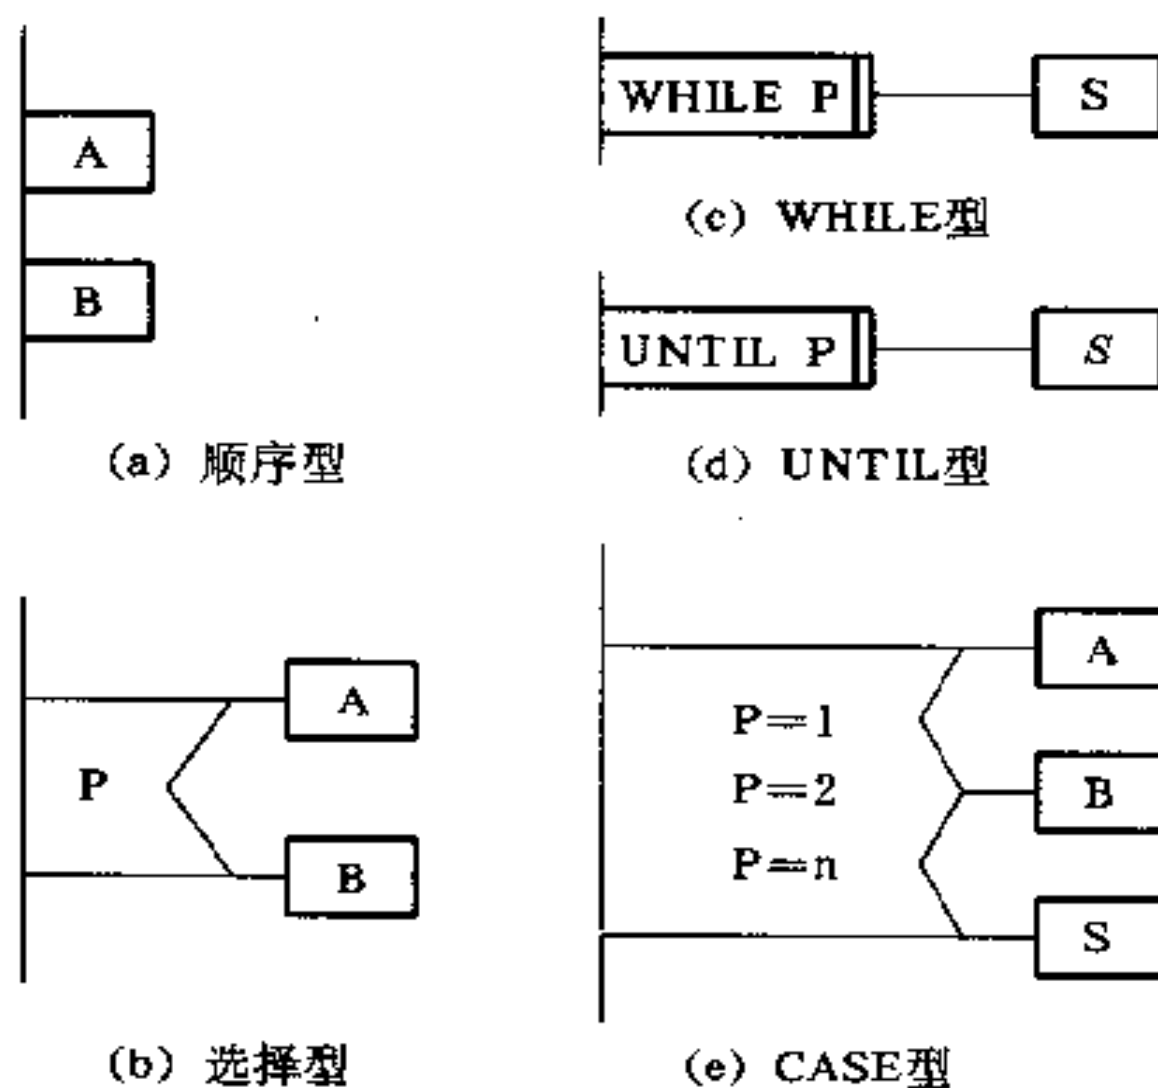 A
B
(a) 顺序型
WHILE P
S
(c) WHILE型
UNTIL P
S
(d) UNTIL型
P
A
B
(b) 选择型
P=1
P=2
P=n
A
B
S
(e) CASE型